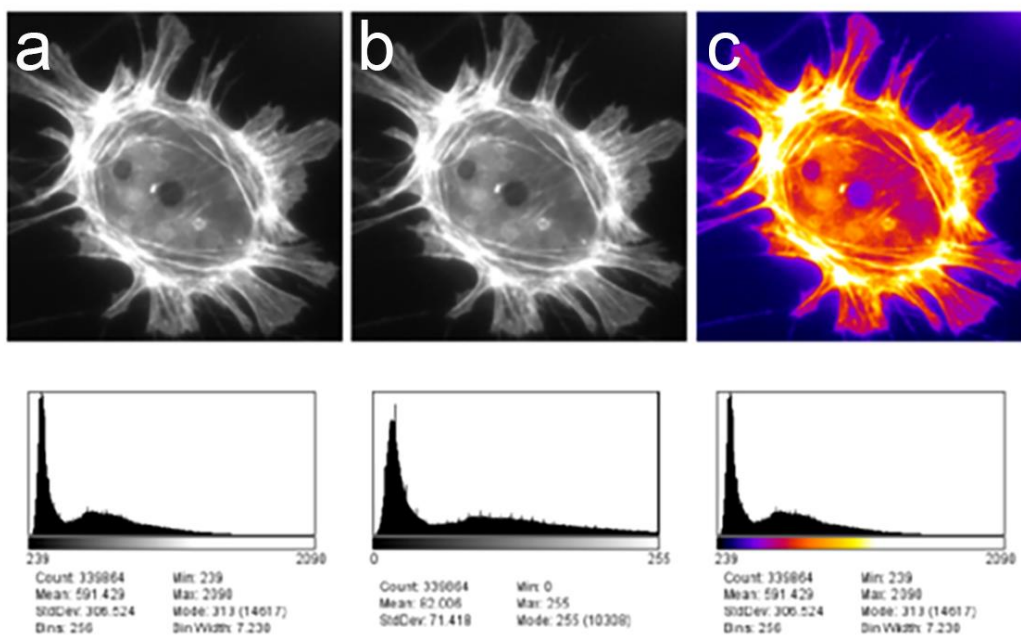 a b c
239 2090
0 255
239 2090
Count: 339864 Min: 239
Mean: 591.429 Max: 2090
StdDev: 306.524 Mode: 313 (14617)
Bins: 256 Bin Width: 7.230
Count: 339864 Min: 0
Mean: 82.006 Max: 255
StdDev: 71.418 Mode: 255 (10308)
Count: 339864 Min: 239
Mean: 591.429 Max: 2090
StdDev: 306.524 Mode: 313 (14617)
Bins: 256 Bin Width: 7.230